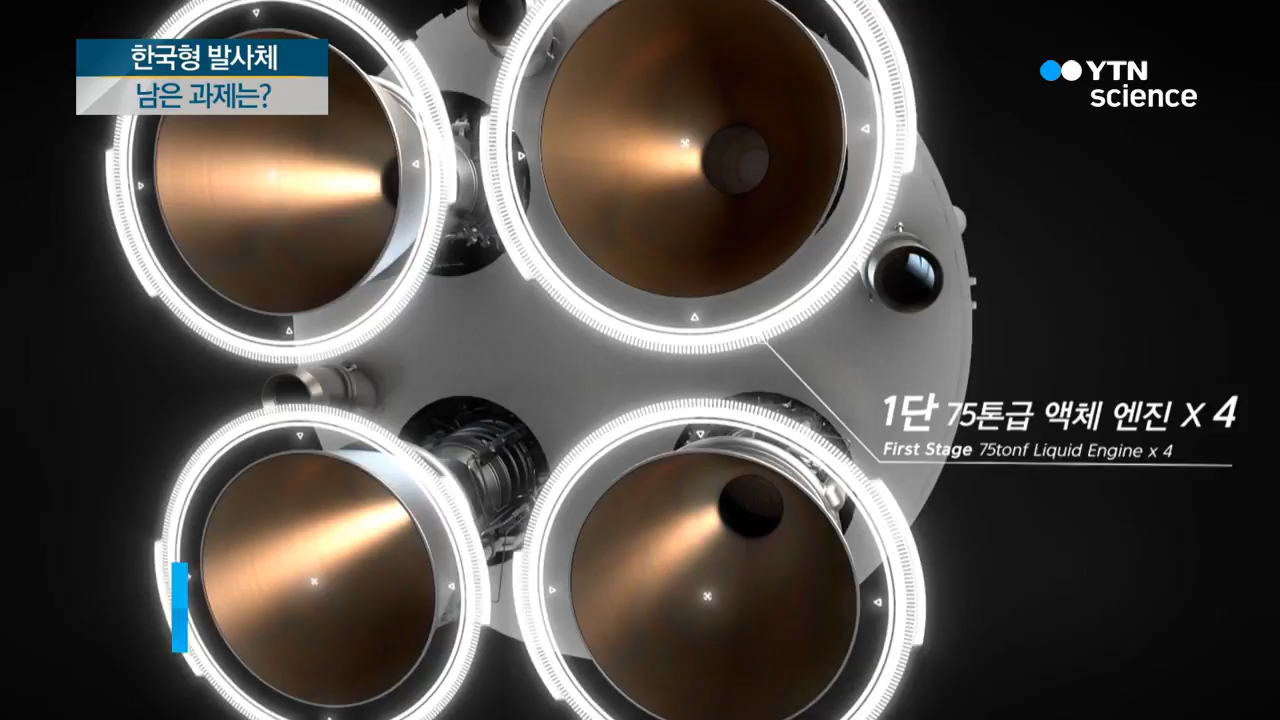 한국형 발사체
남은 과제는?
YTN
science
1단 75톤급 액체 엔진 X 4
First Stage 75tonf Liquid Engine x 4